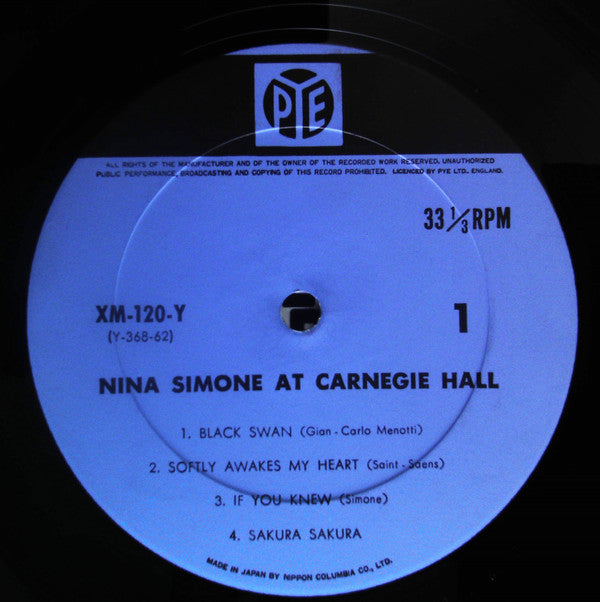 PYE
ALL RIGHTS OF THE MANUFACTURER AND OF THE OWNER OF THE RECORDED WORK RESERVED. UNAUTHORIZED
PUBLIC PERFORMANCE, BROADCASTING AND COPYING OF THIS RECORD PROHIBITED. LICENCED BY PYE LTD. ENGLAND.
33 1/3 RPM
XM-120-Y 1
(Y-368-62)
NINA SIMONE AT CARNEGIE HALL
1. BLACK SWAN (Gian - Carlo Menotti)
2. SOFTLY AWAKES MY HEART (Saint - Saens)
3. IF YOU KNEW (Simone)
4. SAKURA SAKURA
MADE IN JAPAN BY NIPPON COLUMBIA CO., LTD.